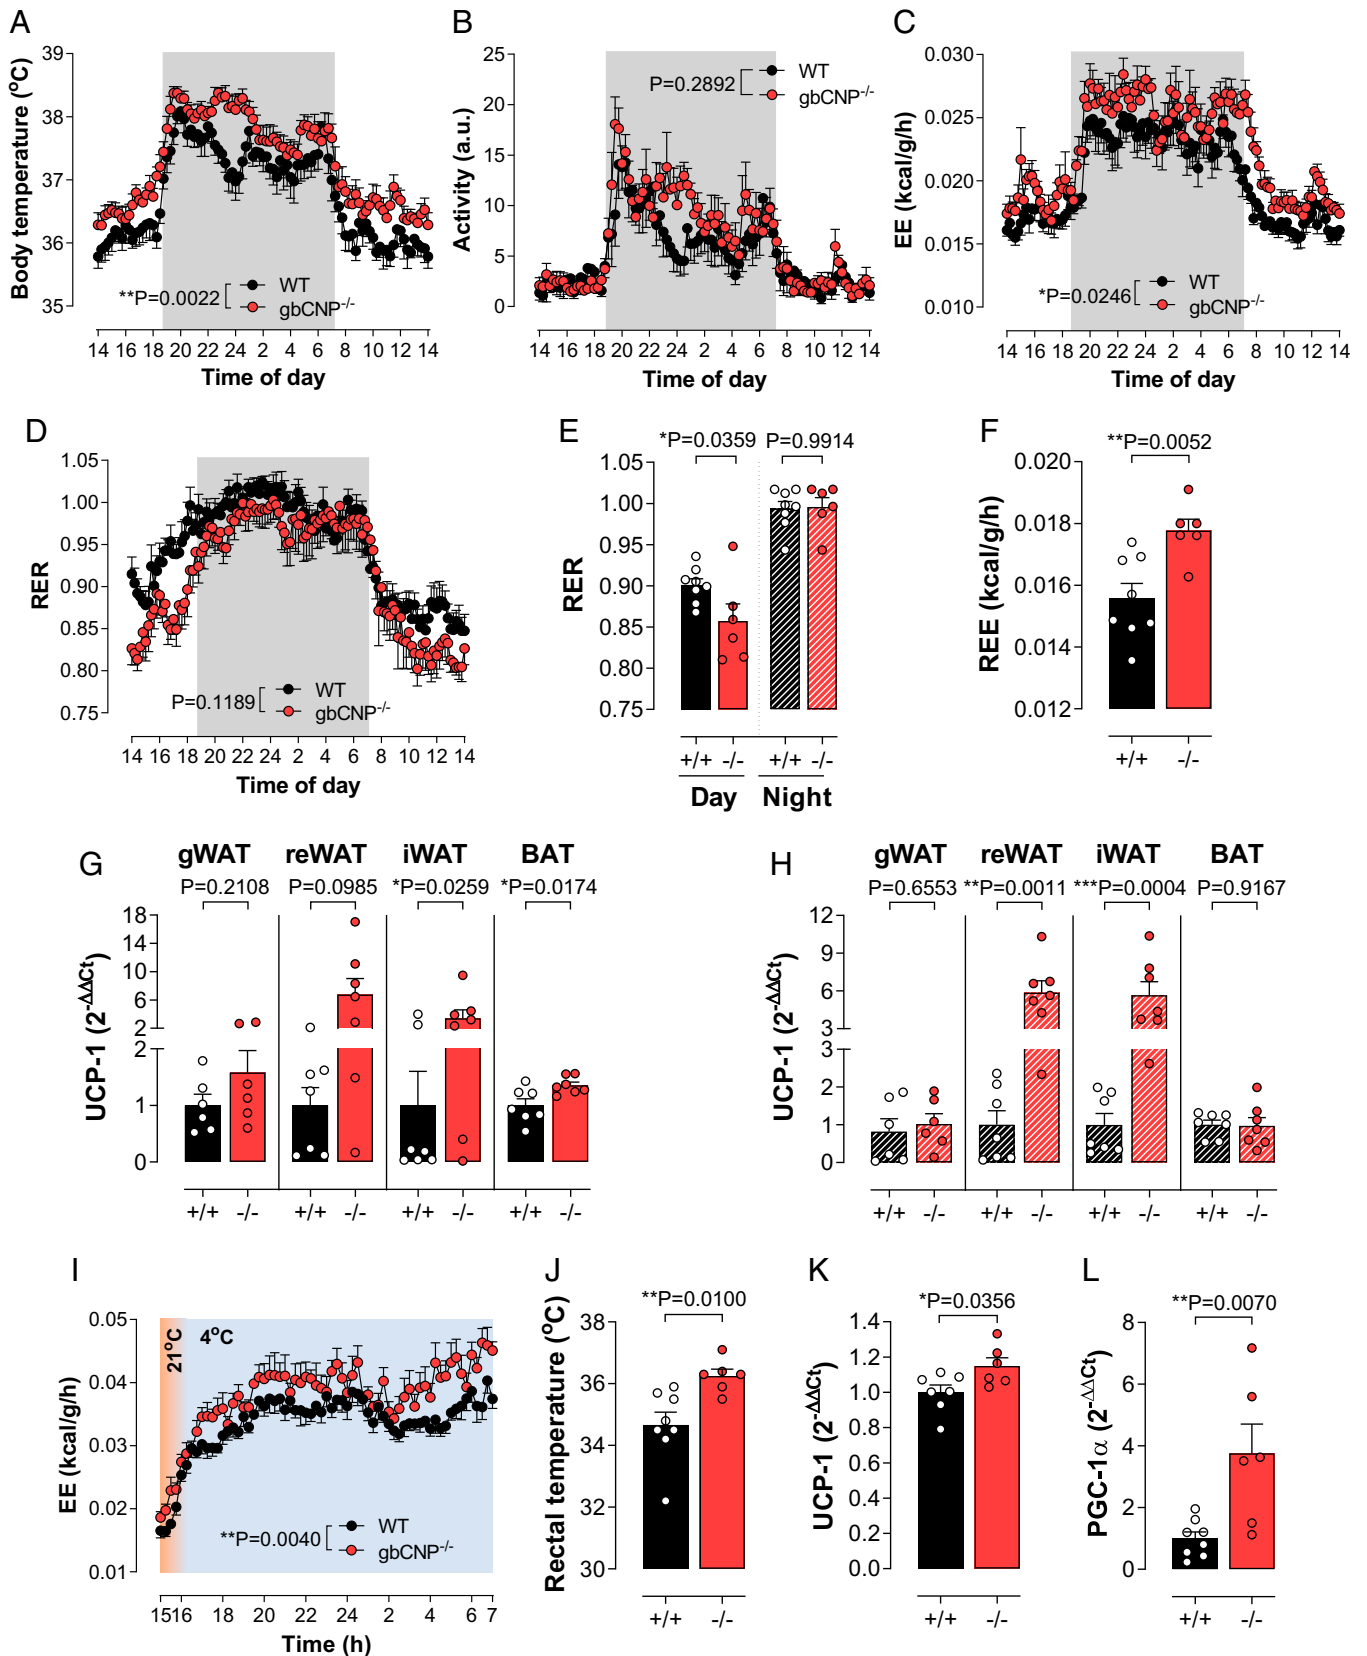 A
Body temperature (°C)
39
38
37
36
35
**P=0.0022
WT
gbCNP-/-
14 16 18 20 22 24 2 4 6 8 10 12 14
Time of day
B
Activity (a.u.)
25
20
15
10
5
0
P=0.2892
WT
gbCNP-/-
14 16 18 20 22 24 2 4 6 8 10 12 14
Time of day
C
EE (kcal/g/h)
0.030
0.025
0.020
0.015
0.010
*P=0.0246
WT
gbCNP-/-
14 16 18 20 22 24 2 4 6 8 10 12 14
Time of day
D
RER
1.05
1.00
0.95
0.90
0.85
0.80
0.75
P=0.1189
WT
gbCNP-/-
14 16 18 20 22 24 2 4 6 8 10 12 14
Time of day
E
*P=0.0359 P=0.9914
RER
1.05
1.00
0.95
0.90
0.85
0.80
0.75
+/+ -/- +/+ -/-
Day Night
F
**P=0.0052
REE (kcal/g/h)
0.020
0.018
0.016
0.014
0.012
+/+ -/-
G
gWAT reWAT iWAT BAT
P=0.2108 P=0.0985 *P=0.0259 *P=0.0174
UCP-1 (2-ΔΔCt)
18
14
10
6
2
2
1
0
+/+ -/- +/+ -/- +/+ -/- +/+ -/-
H
gWAT reWAT iWAT BAT
P=0.6553 **P=0.0011 ***P=0.0004 P=0.9167
UCP-1 (2-ΔΔCt)
12
9
6
3
3
2
1
0
+/+ -/- +/+ -/- +/+ -/- +/+ -/-
I
EE (kcal/g/h)
0.05
0.04
0.03
0.02
0.01
21°C
4°C
**P=0.0040
WT
gbCNP-/-
15 16 18 20 22 24 2 4 6 7
Time (h)
J
**P=0.0100
Rectal temperature (°C)
38
36
34
32
30
+/+ -/-
K
*P=0.0356
UCP-1 (2-ΔΔCt)
1.4
1.2
1.0
0.8
0.6
0.4
0.2
0.0
+/+ -/-
L
**P=0.0070
PGC-1α (2-ΔΔCt)
8
6
4
2
0
+/+ -/-